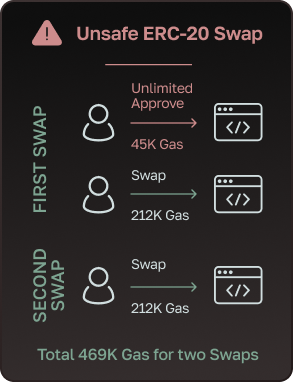 Unsafe ERC-20 Swap
FIRST SWAP
Unlimited
Approve
45K Gas
Swap
212K Gas
SECOND
SWAP
Swap
212K Gas
Total 469K Gas for two Swaps